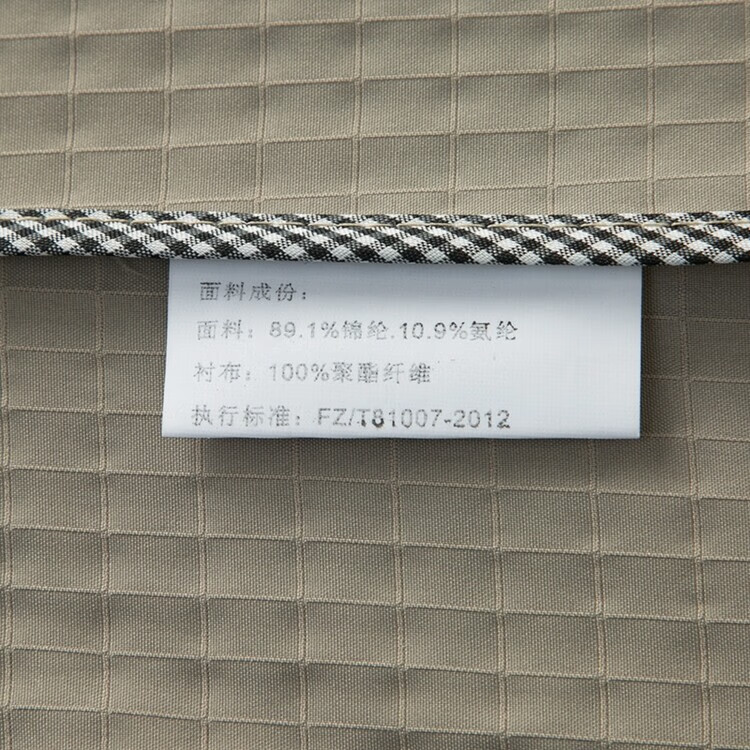 面料成份：
面料：89.1%锦纶.10.9%氨纶
衬布：100%聚酯纤维
执行标准：FZ/T81007-2012